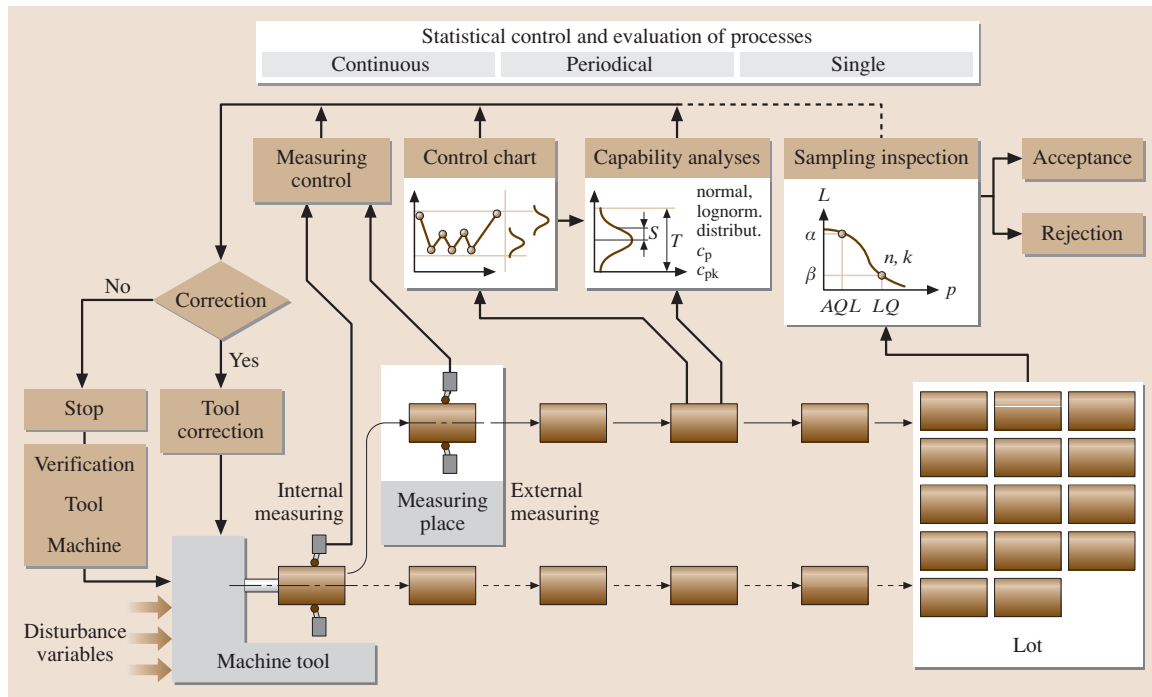 Statistical control and evaluation of processes
Continuous
Periodical
Single
Measuring
control
Control chart
Capability analyses
normal,
lognorm.
distribut.
cp
cpk
S
T
Sampling inspection
L
α
β
n, k
p
AQL
LQ
Acceptance
Rejection
No
Correction
Yes
Stop
Tool
correction
Verification
Tool
Machine
Internal
measuring
Measuring
place
External
measuring
Disturbance
variables
Machine tool
Lot